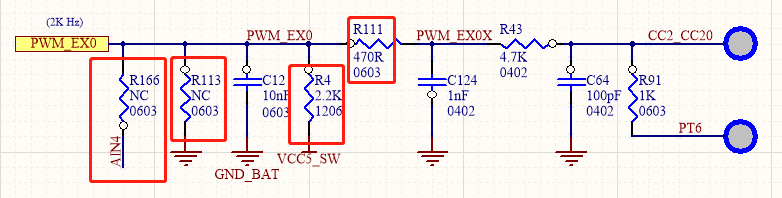 (2K Hz)
PWM_EX0
PWM_EX0
R111
470R
0603
PWM_EX0X
R43
4.7K
0402
CC2_CC20
R166
NC
0603
AIN4
R113
NC
0603
C12
10nF
0603
R4
2.2K
1206
C124
1nF
0402
C64
100pF
0402
R91
1K
0603
PT6
VCC5_SW
GND_BAT